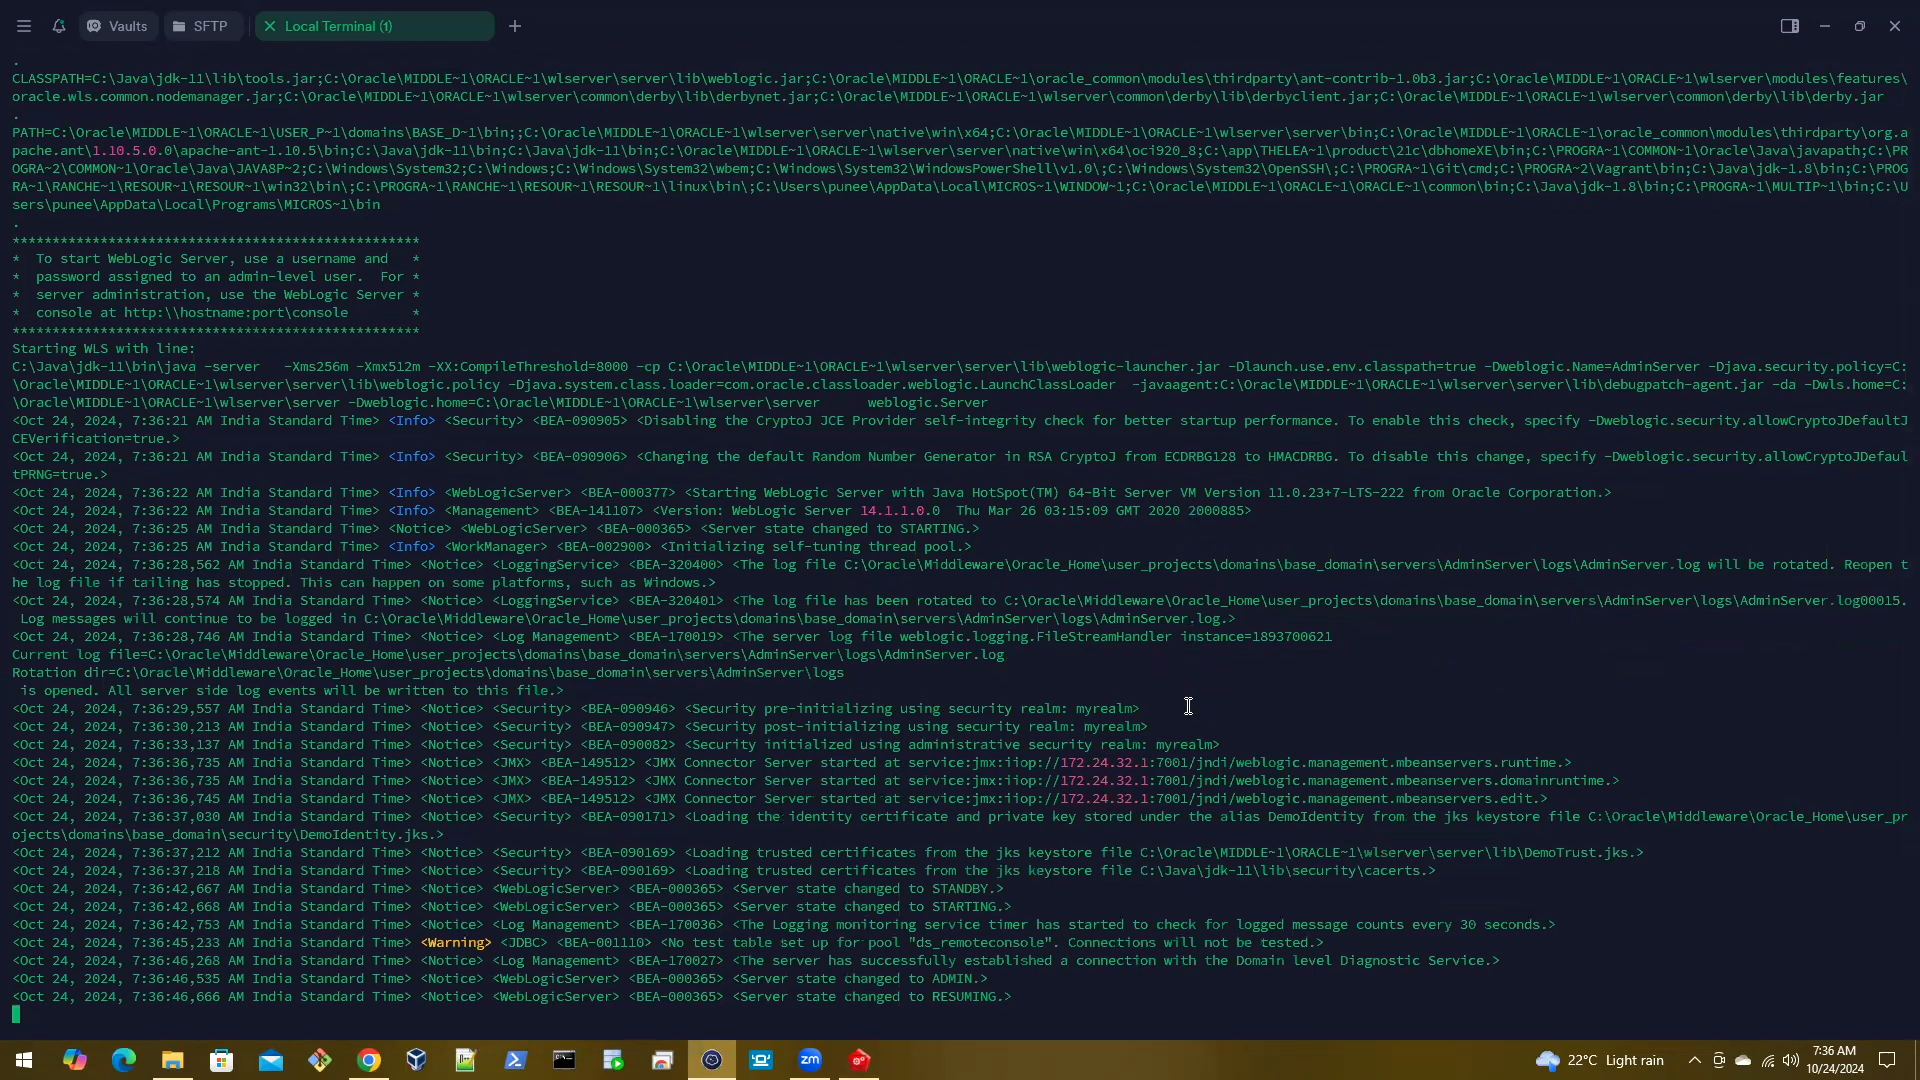 Vaults
SFTP
Local Terminal (1)
.
CLASSPATH=C:\Java\jdk-11\lib\tools.jar;C:\Oracle\MIDDLE~1\ORACLE~1\wlserver\server\lib\weblogic.jar;C:\Oracle\MIDDLE~1\ORACLE~1\oracle_common\modules\thirdparty\ant-contrib-1.0b3.jar;C:\Oracle\MIDDLE~1\ORACLE~1\wlserver\modules\features\
oracle.wls.common.nodemanager.jar;C:\Oracle\MIDDLE~1\ORACLE~1\wlserver\common\derby\lib\derbynet.jar;C:\Oracle\MIDDLE~1\ORACLE~1\wlserver\common\derby\lib\derbyclient.jar;C:\Oracle\MIDDLE~1\ORACLE~1\wlserver\common\derby\lib\derby.jar
.
PATH=C:\Oracle\MIDDLE~1\ORACLE~1\USER_P~1\domains\BASE_D~1\bin;;C:\Oracle\MIDDLE~1\ORACLE~1\wlserver\server\native\win\x64;C:\Oracle\MIDDLE~1\ORACLE~1\wlserver\server\bin;C:\Oracle\MIDDLE~1\ORACLE~1\oracle_common\modules\thirdparty\org.a
pache.ant\1.10.5.0.0\apache-ant-1.10.5\bin;C:\Java\jdk-11\bin;C:\Java\jdk-11\bin;C:\Oracle\MIDDLE~1\ORACLE~1\wlserver\server\native\win\x64\oci920_8;C:\app\THELEA~1\product\21c\dbhomeXE\bin;C:\PROGRA~1\COMMON~1\Oracle\Java\javapath;C:\PR
OGRA~2\COMMON~1\Oracle\Java\JAVA8P~2;C:\Windows\System32;C:\Windows;C:\Windows\System32\wbem;C:\Windows\System32\WindowsPowerShell\v1.0\;C:\Windows\System32\OpenSSH\;C:\PROGRA~1\Git\cmd;C:\PROGRA~2\Vagrant\bin;C:\Java\jdk-1.8\bin;C:\PROG
RA~1\RANCHE~1\RESOUR~1\RESOUR~1\win32\bin\;C:\PROGRA~1\RANCHE~1\RESOUR~1\RESOUR~1\linux\bin\;C:\Users\punee\AppData\Local\MICROS~1\WINDOW~1;C:\Oracle\MIDDLE~1\ORACLE~1\ORACLE~1\common\bin;C:\Java\jdk-1.8\bin;C:\PROGRA~1\MULTIP~1\bin;C:\U
sers\punee\AppData\Local\Programs\MICROS~1\bin
.
***************************************************
* To start WebLogic Server, use a username and *
* password assigned to an admin-level user. For *
* server administration, use the WebLogic Server *
* console at http:\\hostname:port\console *
***************************************************
Starting WLS with line:
C:\Java\jdk-11\bin\java -server -Xms256m -Xmx512m -XX:CompileThreshold=8000 -cp C:\Oracle\MIDDLE~1\ORACLE~1\wlserver\server\lib\weblogic-launcher.jar -Dlaunch.use.env.classpath=true -Dweblogic.Name=AdminServer -Djava.security.policy=C:
\Oracle\MIDDLE~1\ORACLE~1\wlserver\server\lib\weblogic.policy -Djava.system.class.loader=com.oracle.classloader.weblogic.LaunchClassLoader -javaagent:C:\Oracle\MIDDLE~1\ORACLE~1\wlserver\server\lib\debugpatch-agent.jar -da -Dwls.home=C:
\Oracle\MIDDLE~1\ORACLE~1\wlserver\server -Dweblogic.home=C:\Oracle\MIDDLE~1\ORACLE~1\wlserver\server weblogic.Server
<Oct 24, 2024, 7:36:21 AM India Standard Time> <Info> <Security> <BEA-090905> <Disabling the CryptoJ JCE Provider self-integrity check for better startup performance. To enable this check, specify -Dweblogic.security.allowCryptoJDefaultJ
CEVerification=true.>
<Oct 24, 2024, 7:36:21 AM India Standard Time> <Info> <Security> <BEA-090906> <Changing the default Random Number Generator in RSA CryptoJ from ECDRBG128 to HMACDRBG. To disable this change, specify -Dweblogic.security.allowCryptoJDefaul
tPRNG=true.>
<Oct 24, 2024, 7:36:22 AM India Standard Time> <Info> <WebLogicServer> <BEA-000377> <Starting WebLogic Server with Java HotSpot(TM) 64-Bit Server VM Version 11.0.23+7-LTS-222 from Oracle Corporation.>
<Oct 24, 2024, 7:36:22 AM India Standard Time> <Info> <Management> <BEA-141107> <Version: WebLogic Server 14.1.1.0.0 Thu Mar 26 03:15:09 GMT 2020 2000885>
<Oct 24, 2024, 7:36:25 AM India Standard Time> <Notice> <WebLogicServer> <BEA-000365> <Server state changed to STARTING.>
<Oct 24, 2024, 7:36:25 AM India Standard Time> <Info> <WorkManager> <BEA-002900> <Initializing self-tuning thread pool.>
<Oct 24, 2024, 7:36:28,562 AM India Standard Time> <Notice> <LoggingService> <BEA-320400> <The log file C:\Oracle\Middleware\Oracle_Home\user_projects\domains\base_domain\servers\AdminServer\logs\AdminServer.log will be rotated. Reopen t
he log file if tailing has stopped. This can happen on some platforms, such as Windows.>
<Oct 24, 2024, 7:36:28,574 AM India Standard Time> <Notice> <LoggingService> <BEA-320401> <The log file has been rotated to C:\Oracle\Middleware\Oracle_Home\user_projects\domains\base_domain\servers\AdminServer\logs\AdminServer.log00015.
Log messages will continue to be logged in C:\Oracle\Middleware\Oracle_Home\user_projects\domains\base_domain\servers\AdminServer\logs\AdminServer.log.>
<Oct 24, 2024, 7:36:28,746 AM India Standard Time> <Notice> <Log Management> <BEA-170019> <The server log file weblogic.logging.FileStreamHandler instance=1893700621
Current log file=C:\Oracle\Middleware\Oracle_Home\user_projects\domains\base_domain\servers\AdminServer\logs\AdminServer.log
Rotation dir=C:\Oracle\Middleware\Oracle_Home\user_projects\domains\base_domain\servers\AdminServer\logs
is opened. All server side log events will be written to this file.>
<Oct 24, 2024, 7:36:29,557 AM India Standard Time> <Notice> <Security> <BEA-090946> <Security pre-initializing using security realm: myrealm>
<Oct 24, 2024, 7:36:30,213 AM India Standard Time> <Notice> <Security> <BEA-090947> <Security post-initializing using security realm: myrealm>
<Oct 24, 2024, 7:36:33,137 AM India Standard Time> <Notice> <Security> <BEA-090082> <Security initialized using administrative security realm: myrealm>
<Oct 24, 2024, 7:36:36,735 AM India Standard Time> <Notice> <JMX> <BEA-149512> <JMX Connector Server started at service:jmx:iiop://172.24.32.1:7001/jndi/weblogic.management.mbeanservers.runtime.>
<Oct 24, 2024, 7:36:36,735 AM India Standard Time> <Notice> <JMX> <BEA-149512> <JMX Connector Server started at service:jmx:iiop://172.24.32.1:7001/jndi/weblogic.management.mbeanservers.domainruntime.>
<Oct 24, 2024, 7:36:36,745 AM India Standard Time> <Notice> <JMX> <BEA-149512> <JMX Connector Server started at service:jmx:iiop://172.24.32.1:7001/jndi/weblogic.management.mbeanservers.edit.>
<Oct 24, 2024, 7:36:37,030 AM India Standard Time> <Notice> <Security> <BEA-090171> <Loading the identity certificate and private key stored under the alias DemoIdentity from the jks keystore file C:\Oracle\Middleware\Oracle_Home\user_pr
ojects\domains\base_domain\security\DemoIdentity.jks.>
<Oct 24, 2024, 7:36:37,212 AM India Standard Time> <Notice> <Security> <BEA-090169> <Loading trusted certificates from the jks keystore file C:\Oracle\MIDDLE~1\ORACLE~1\wlserver\server\lib\DemoTrust.jks.>
<Oct 24, 2024, 7:36:37,218 AM India Standard Time> <Notice> <Security> <BEA-090169> <Loading trusted certificates from the jks keystore file C:\Java\jdk-11\lib\security\cacerts.>
<Oct 24, 2024, 7:36:42,667 AM India Standard Time> <Notice> <WebLogicServer> <BEA-000365> <Server state changed to STANDBY.>
<Oct 24, 2024, 7:36:42,668 AM India Standard Time> <Notice> <WebLogicServer> <BEA-000365> <Server state changed to STARTING.>
<Oct 24, 2024, 7:36:42,753 AM India Standard Time> <Notice> <Log Management> <BEA-170036> <The Logging monitoring service timer has started to check for logged message counts every 30 seconds.>
<Oct 24, 2024, 7:36:45,233 AM India Standard Time> <Warning> <JDBC> <BEA-001110> <No test table set up for pool "ds_remoteconsole". Connections will not be tested.>
<Oct 24, 2024, 7:36:46,268 AM India Standard Time> <Notice> <Log Management> <BEA-170027> <The server has successfully established a connection with the Domain level Diagnostic Service.>
<Oct 24, 2024, 7:36:46,535 AM India Standard Time> <Notice> <WebLogicServer> <BEA-000365> <Server state changed to ADMIN.>
<Oct 24, 2024, 7:36:46,666 AM India Standard Time> <Notice> <WebLogicServer> <BEA-000365> <Server state changed to RESUMING.>
zm
22°C Light rain
7:36 AM
10/24/2024